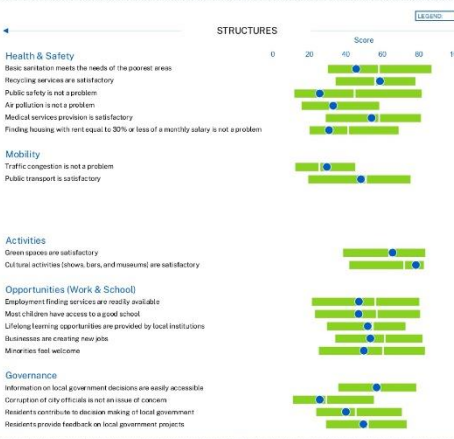 LEGEND:
STRUCTURES
Score
Health & Safety
0 20 40 60 80
Basic sanitation meets the needs of the poorest areas
Recycling services are satisfactory
Public safety is not a problem
Air pollution is not a problem
Medical services provision is satisfactory
Finding housing with rent equal to 30% or less of a monthly salary is not a problem
Mobility
Traffic congestion is not a problem
Public transport is satisfactory
Activities
Green spaces are satisfactory
Cultural activities (shows, bars, and museums) are satisfactory
Opportunities (Work & School)
Employment finding services are readily available
Most children have access to a good school
Lifelong learning opportunities are provided by local institutions
Businesses are creating new jobs
Minorities feel welcome
Governance
Information on local government decisions are easily accessible
Corruption of city officials is not an issue of concern
Residents contribute to decision making of local government
Residents provide feedback on local government projects